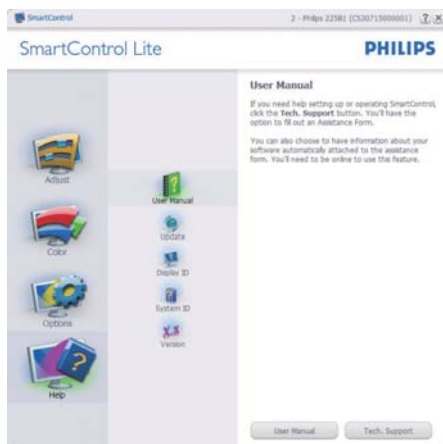 SmartControl
2 - Philips 225B1 (CS30715000001)
?
X
SmartControl Lite
PHILIPS
User Manual
If you need help setting up or operating SmartControl,
click the Tech. Support button. You'll have the
option to fill out an Assistance Form.
You can also choose to have information about your
software automatically attached to the assistance
form. You'll need to be online to use this feature.
Adjust
Color
Options
Help
User Manual
Update
Display ID
System ID
X.X
Version
User Manual
Tech. Support